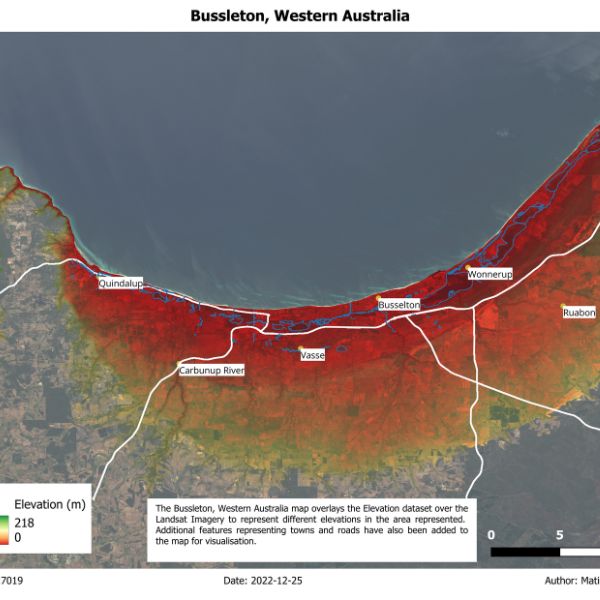 Bussleton, Western Australia
Quindalup
Wonnerup
Busselton
Ruabon
Vasse
Carbunup River
Elevation (m)
218
0
The Bussleton, Western Australia map overlays the Elevation dataset over the
Landsat Imagery to represent different elevations in the area represented.
Additional features representing towns and roads have also been added to
the map for visualisation.
0 5
7019 Date: 2022-12-25 Author: Mati